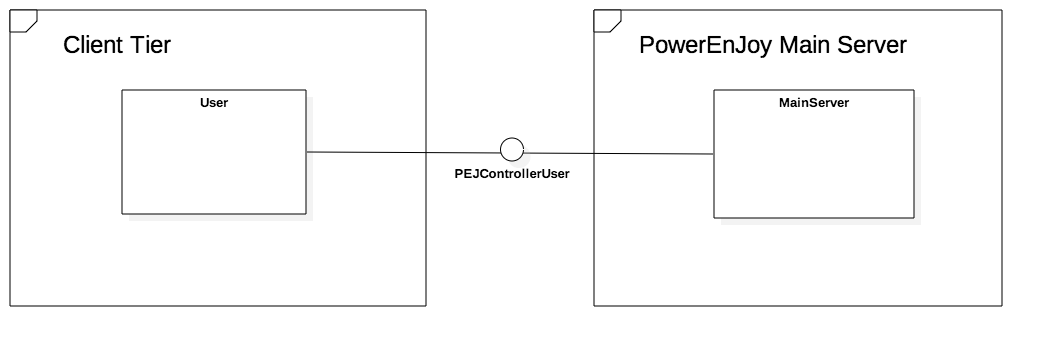 Client Tier
PowerEnJoy Main Server
User
MainServer
PEJControllerUser